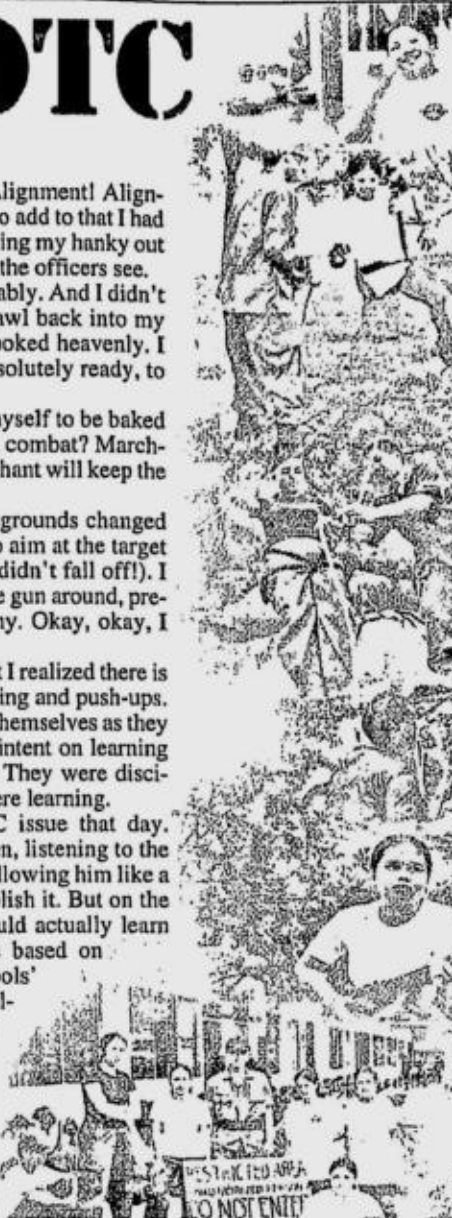 OTC
lignment! Align-
o add to that I had
ing my hanky out
the officers see.
ably. And I didn't
awl back into my
oked heavenly. I
solutely ready, to
yself to be baked
combat? March-
hant will keep the
grounds changed
o aim at the target
didn't fall off!). I
e gun around, pre-
ny. Okay, okay, I
t I realized there is
ing and push-ups.
hemselves as they
intent on learning
They were disci-
ere learning.
C issue that day.
n, listening to the
llowing him like a
olish it. But on the
uld actually learn
based on
ols'
l-
RESTRICTED AREA
DO NOT ENTER